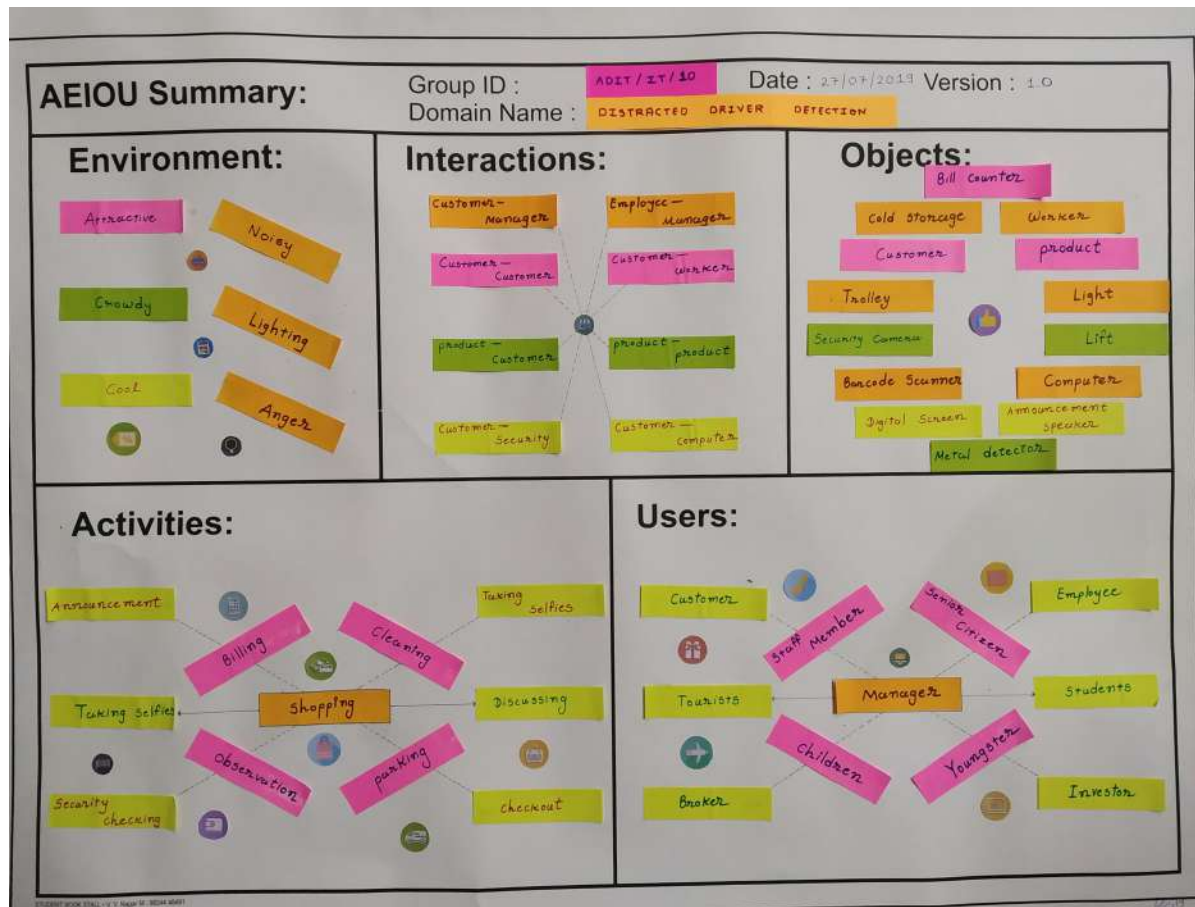 AEIOU Summary:
Group ID :
ADIT / IT / 10
Date : 27/07/2019 Version : 1.0
Domain Name :
DISTRACTED DRIVER DETECTION
Environment:
Attractive
Noisy
Crowdy
Lighting
Cool
Anger
Interactions:
Customer—
Manager
Employee—
Manager
Customer—
Customer
Customer—
Worker
product—
Customer
product—
product
Customer—
Security
Customer—
Computer
Objects:
Bill Counter
Cold Storage
Worker
Customer
product
Trolley
Light
Security Camera
Lift
Barcode Scanner
Computer
Digital Screen
Announcement
speaker
Metal detector
Activities:
Announcement
Billing
Cleaning
Taking
Selfies
Taking Selfies
Shopping
Discussing
Observation
parking
Security
checking
checkout
Users:
Customer
Staff
Member
Senior
Citizen
Employee
Tourists
Manager
Students
Children
Youngster
Broker
Investor